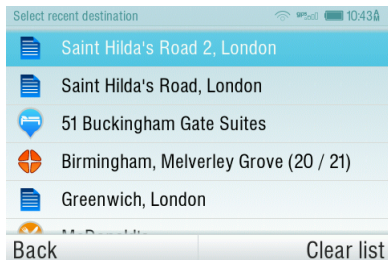 Select recent destination
10:43
Saint Hilda's Road 2, London
Saint Hilda's Road, London
51 Buckingham Gate Suites
Birmingham, Melverley Grove (20 / 21)
Greenwich, London
Back
Clear list